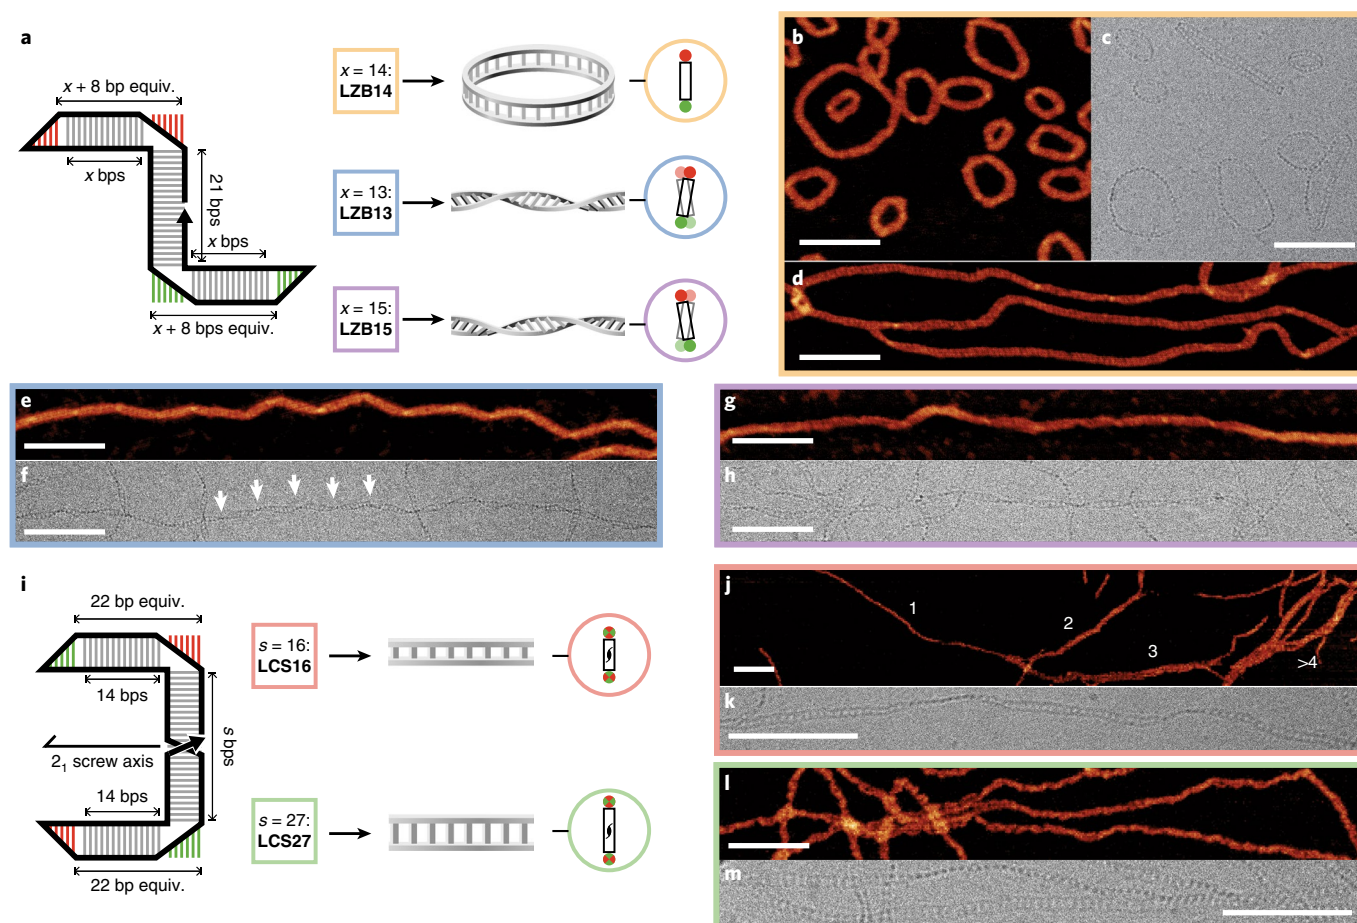 a
x + 8 bp equiv.
x bps
21 bps
x bps
x + 8 bps equiv.
x = 14:
LZB14
x = 13:
LZB13
x = 15:
LZB15
b
c
d
e
f
g
h
i
22 bp equiv.
14 bps
s bps
2₁ screw axis
14 bps
22 bp equiv.
s = 16:
LCS16
s = 27:
LCS27
j
1
2
3
>4
k
l
m